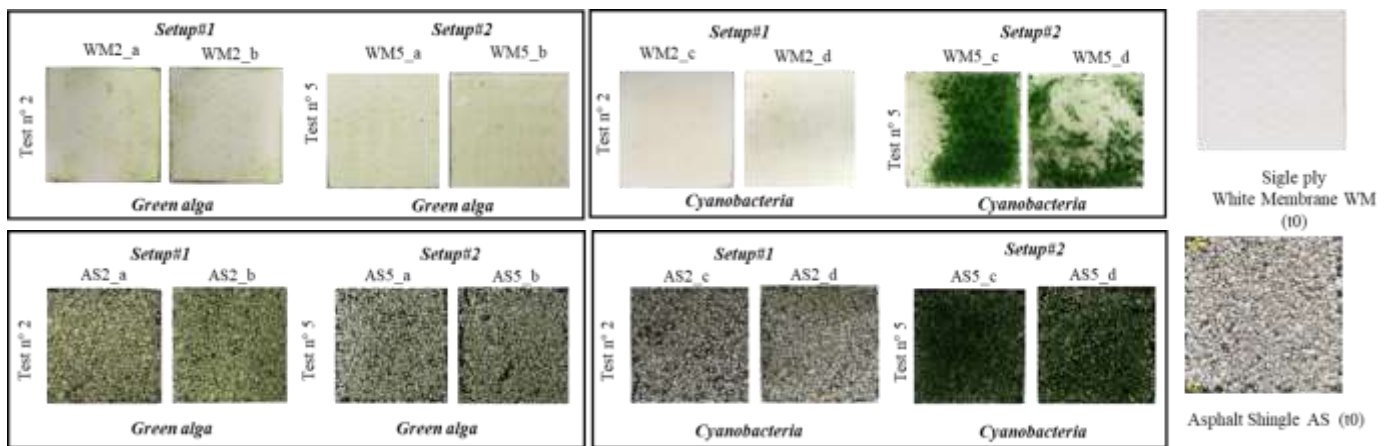 Setup#1
Setup#2
WM2_a
WM2_b
WM5_a
WM5_b
Test n° 2
Test n° 5
Green alga
Green alga
Setup#1
Setup#2
WM2_c
WM2_d
WM5_c
WM5_d
Test n° 2
Test n° 5
Cyanobacteria
Cyanobacteria
Sigle ply
White Membrane WM
(t0)
Setup#1
Setup#2
AS2_a
AS2_b
AS5_a
AS5_b
Test n° 2
Test n° 5
Green alga
Green alga
Setup#1
Setup#2
AS2_c
AS2_d
AS5_c
AS5_d
Test n° 2
Test n° 5
Cyanobacteria
Cyanobacteria
Asphalt Shingle AS (t0)